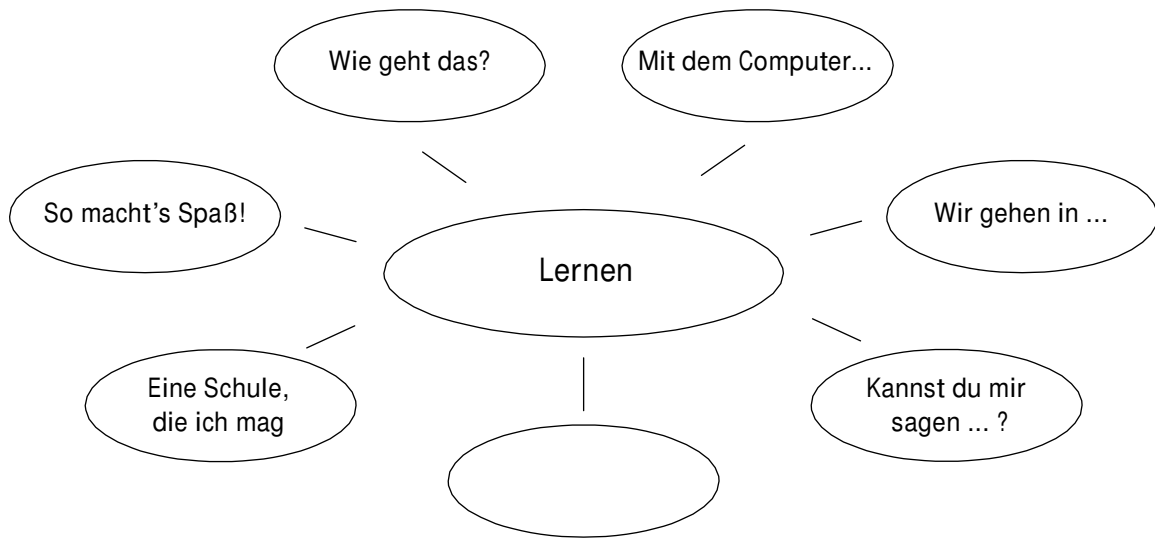 Wie geht das?
Mit dem Computer...
So macht's Spaß!
Wir gehen in ...
Lernen
Eine Schule,
die ich mag
Kannst du mir
sagen ... ?